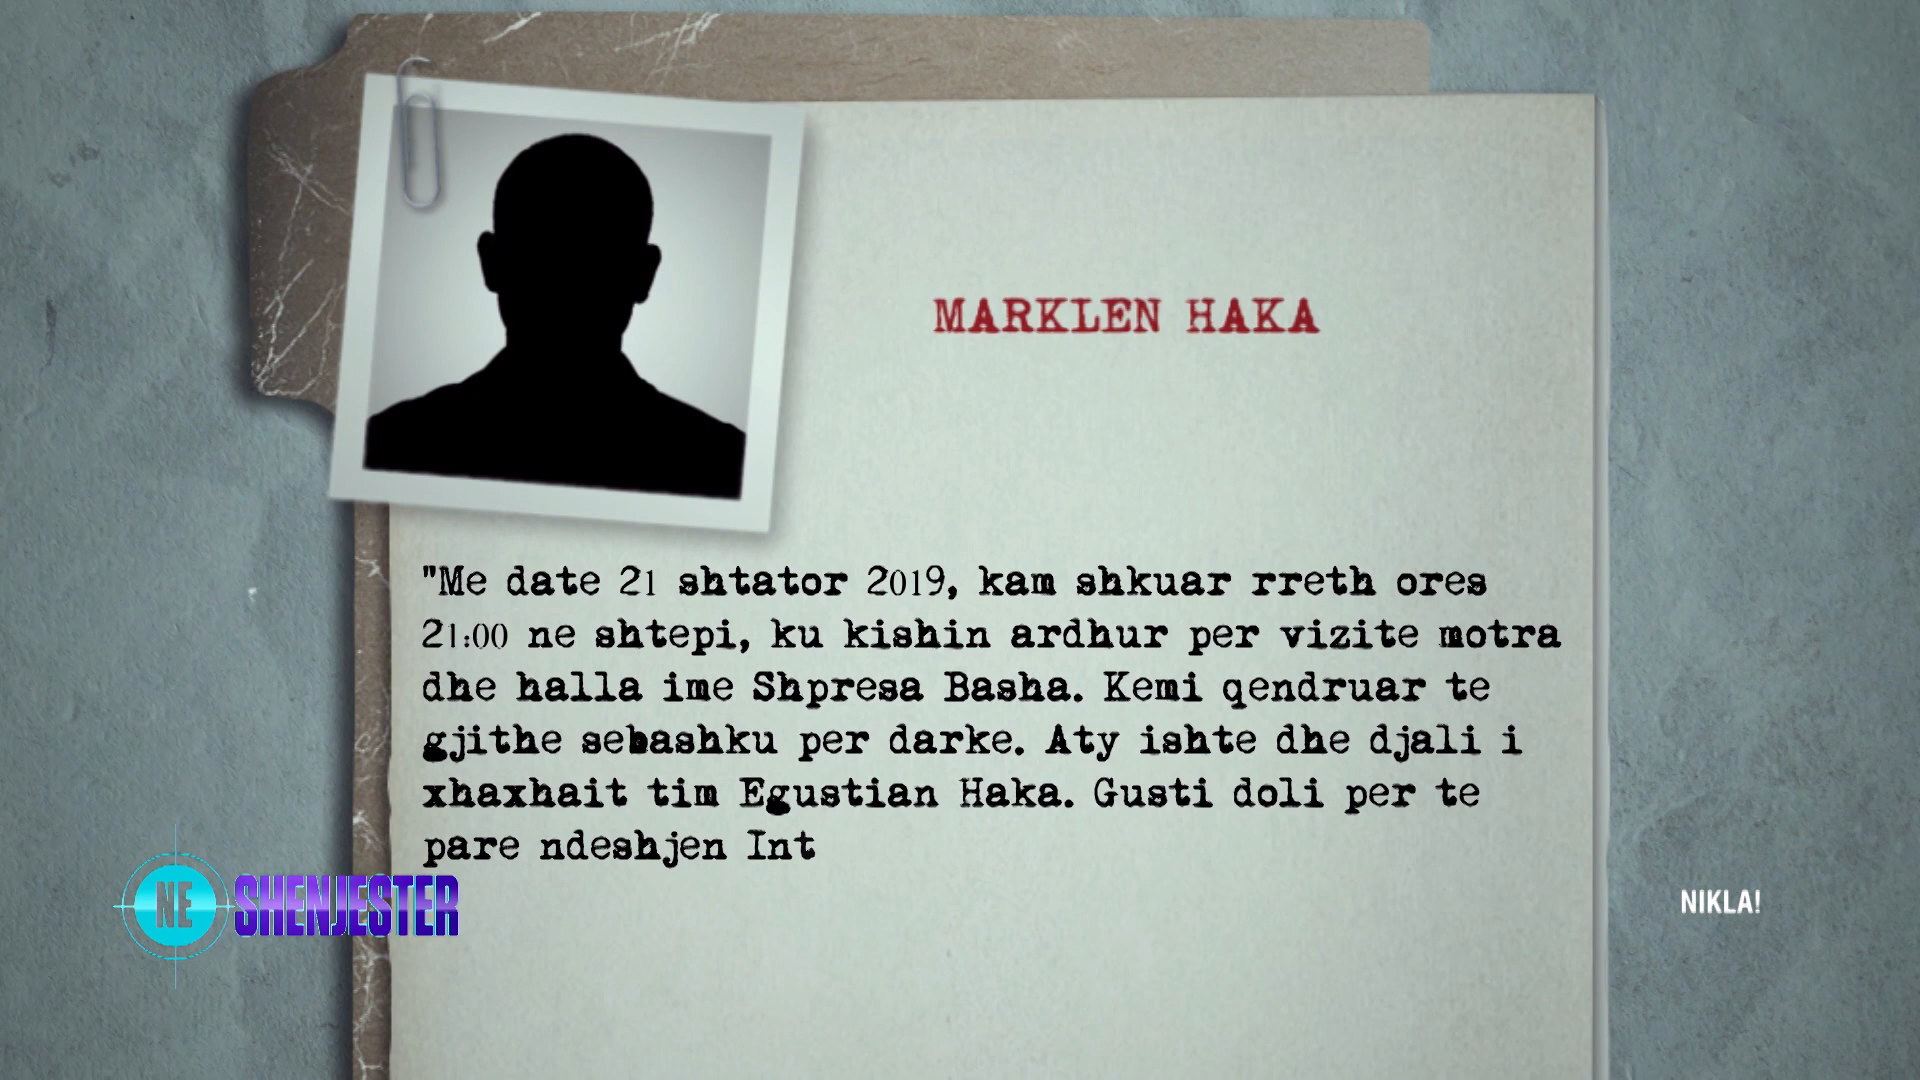 MARKLEN HAKA
"Me date 21 shtator 2019, kam shkuar rreth ores
21:00 ne shtepi, ku kishin ardhur per vizite motra
dhe halla ime Shpresa Basha. Kemi qendruar te
gjithe sebashku per darke. Aty ishte dhe djali i
xhaxhait tim Egustian Haka. Gusti doli per te
pare ndeshjen Int
NE SHENJESTER
NIKLA!